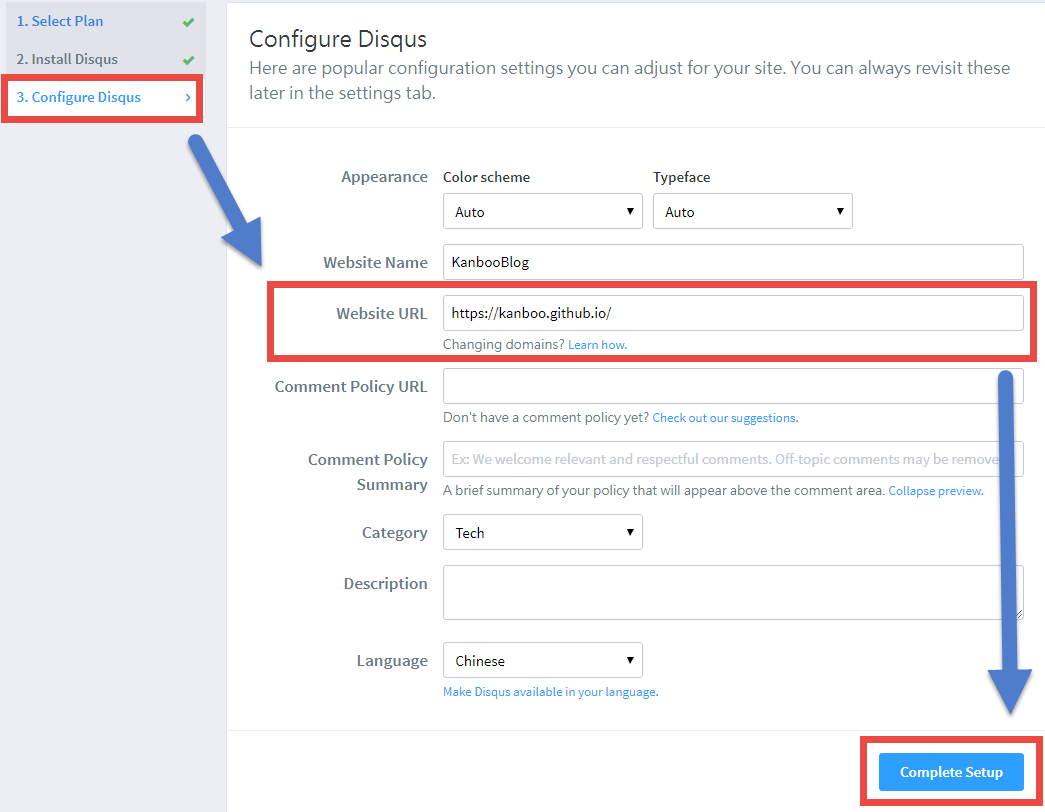 1. Select Plan
2. Install Disqus
3. Configure Disqus
Configure Disqus
Here are popular configuration settings you can adjust for your site. You can always revisit these
later in the settings tab.
Appearance
Color scheme
Typeface
Auto
Auto
Website Name
KanbooBlog
Website URL
https://kanboo.github.io/
Changing domains? Learn how.
Comment Policy URL
Don't have a comment policy yet? Check out our suggestions.
Comment Policy
Summary
Ex: We welcome relevant and respectful comments. Off-topic comments may be remove
A brief summary of your policy that will appear above the comment area. Collapse preview.
Category
Tech
Description
Language
Chinese
Make Disqus available in your language.
Complete Setup